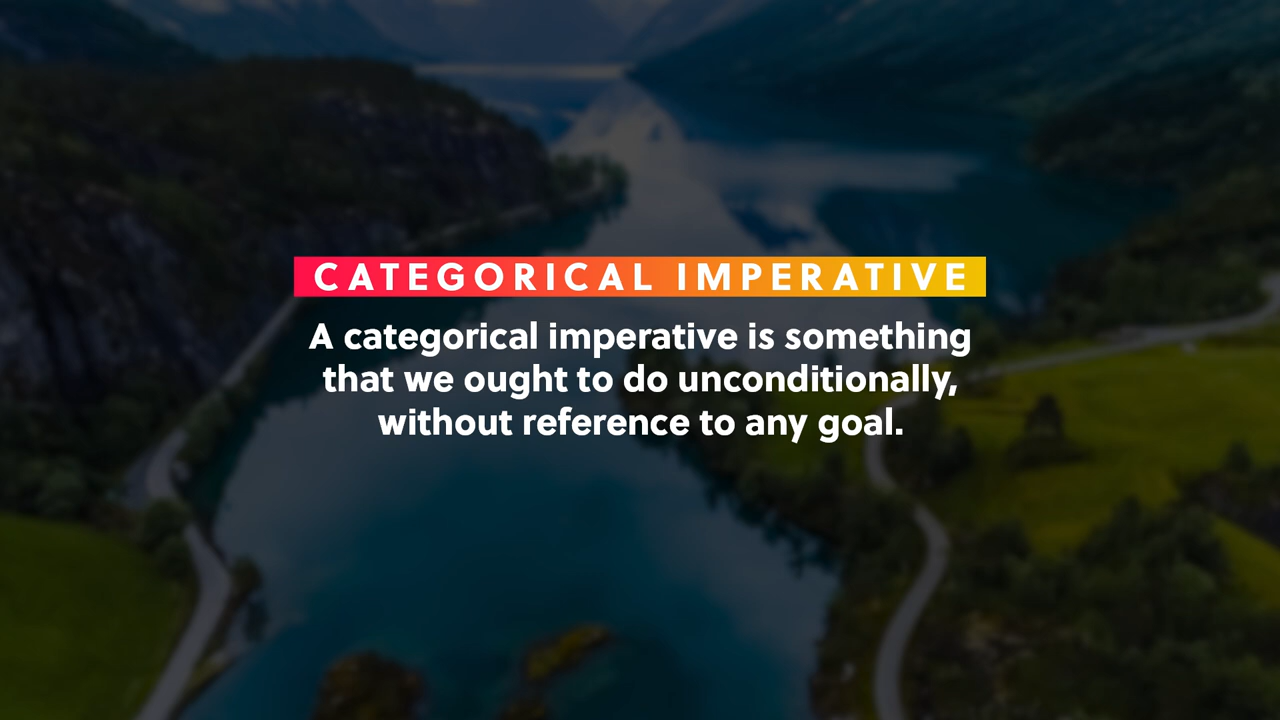 CATEGORICAL IMPERATIVE
A categorical imperative is something
that we ought to do unconditionally,
without reference to any goal.